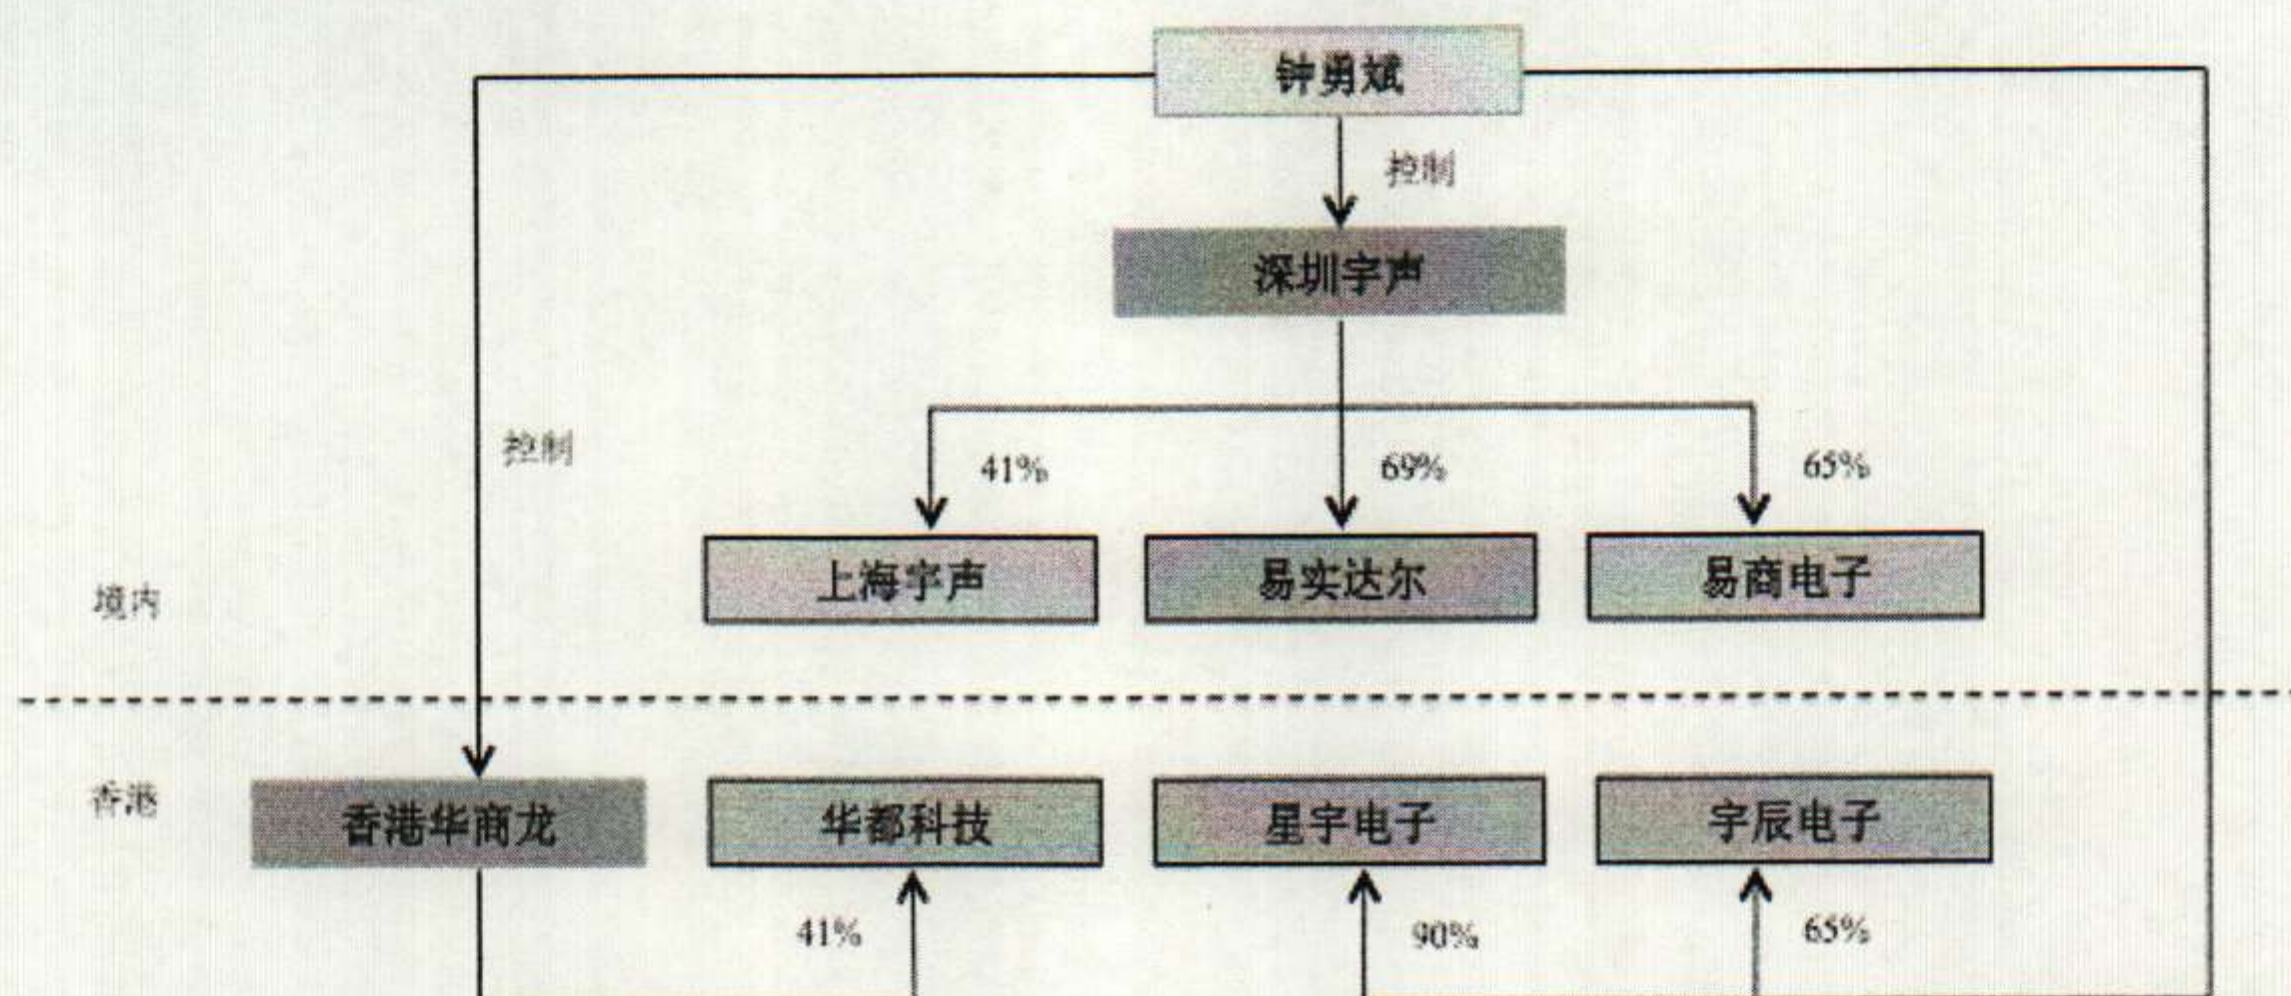 钟勇斌
控制
深圳宇声
控制
41%
69%
65%
上海宇声
易实达尔
易商电子
境内
香港
香港华商龙
华都科技
星宇电子
宇辰电子
41%
90%
65%